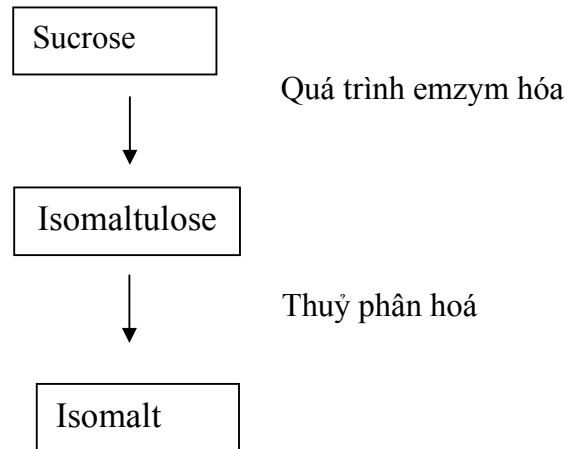 Sucrose
Quá trình emzym hóa
Isomaltulose
Thuỷ phân hoá
Isomalt